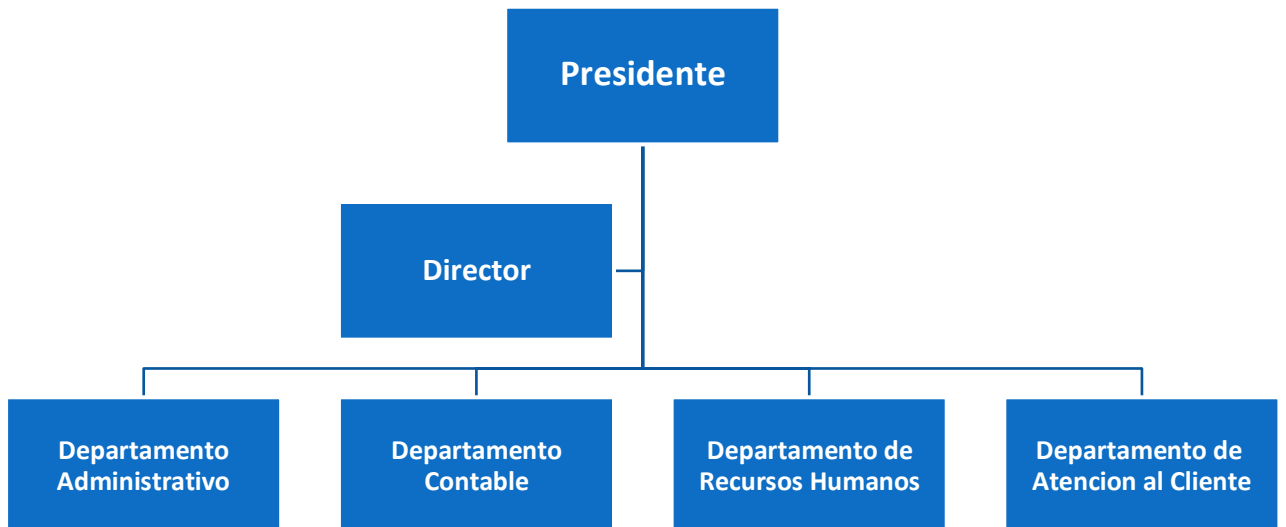 Presidente
Director
Departamento
Administrativo
Departamento
Contable
Departamento de
Recursos Humanos
Departamento de
Atencion al Cliente